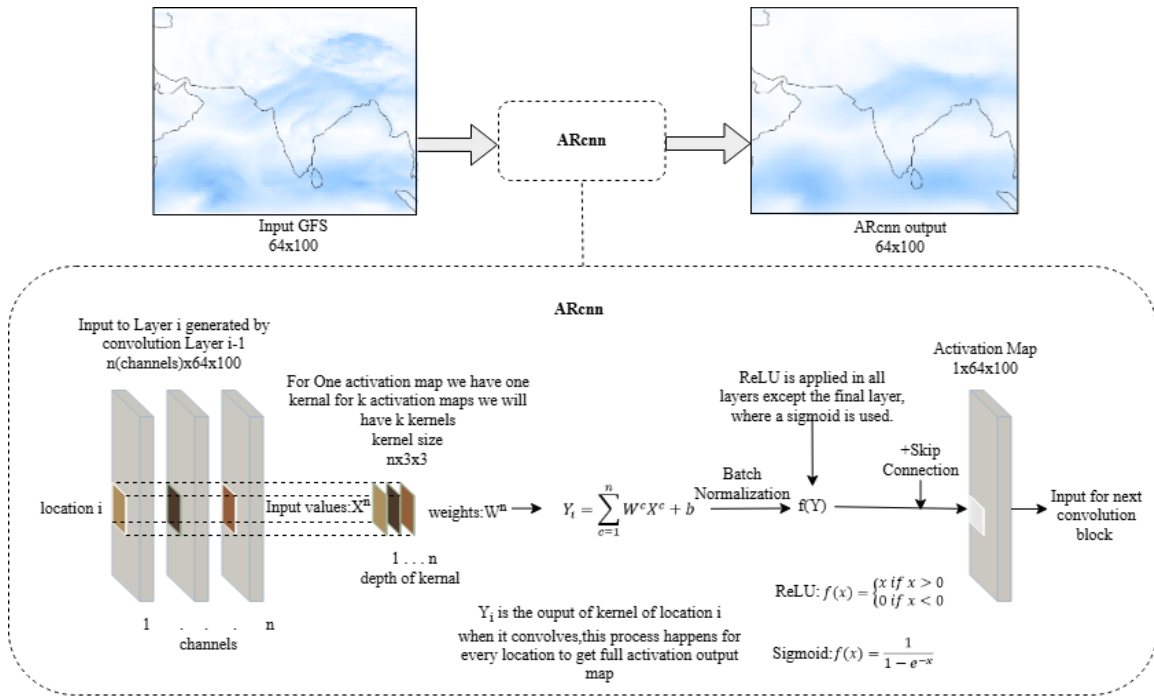 ARcnn
Input GFS
64x100
ARcnn output
64x100
ARcnn
Input to Layer i generated by
convolution Layer i-1
n(channels)x64x100
For One activation map we have one
kernal for k activation maps we will
have k kernels
kernel size
nx3x3
ReLU is applied in all
layers except the final layer,
where a sigmoid is used.
Activation Map
1x64x100
+Skip
Connection
Batch
Normalization
location i
Input values:X^n
weights:W^n
Y_i = \sum_{c=1}^{n} W^c X^c + b
f(Y)
Input for next
convolution
block
1 . . . n
depth of kernal
1 . . . n
channels
Y_i is the ouput of kernel of location i
when it convolves,this process happens for
every location to get full activation output
map
ReLU: f(x) = {x if x > 0
{0 if x < 0
Sigmoid: f(x) = \frac{1}{1 - e^{-x}}